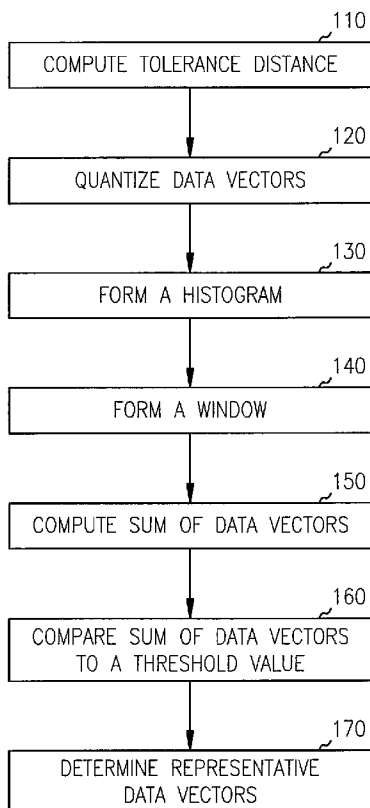 110
COMPUTE TOLERANCE DISTANCE
120
QUANTIZE DATA VECTORS
130
FORM A HISTOGRAM
140
FORM A WINDOW
150
COMPUTE SUM OF DATA VECTORS
160
COMPARE SUM OF DATA VECTORS
TO A THRESHOLD VALUE
170
DETERMINE REPRESENTATIVE
DATA VECTORS